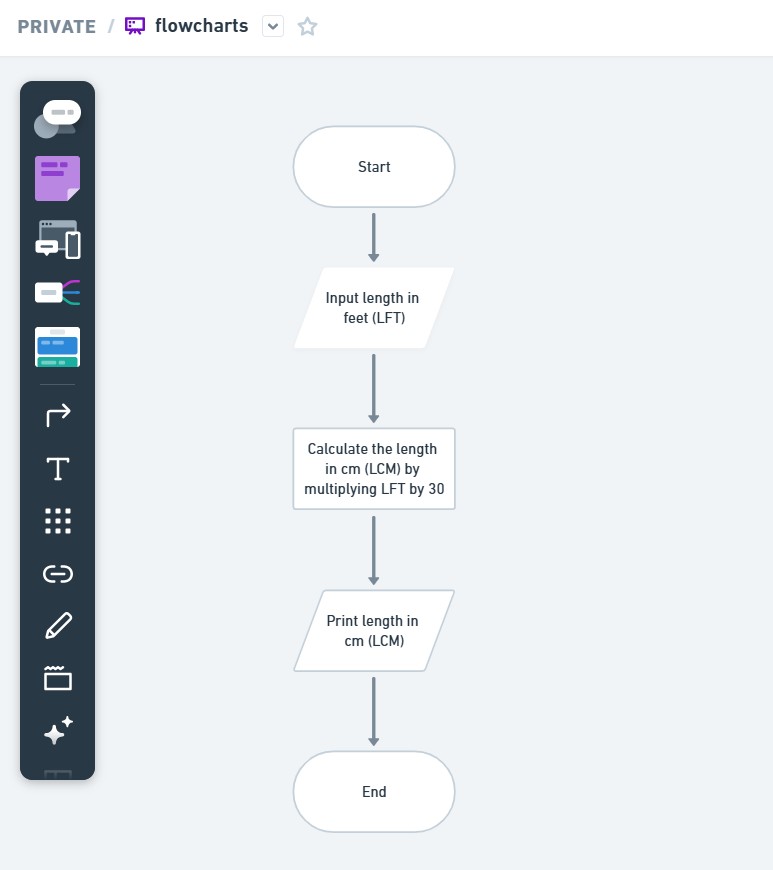 PRIVATE / flowcharts
Start
Input length in
feet (LFT)
Calculate the length
in cm (LCM) by
multiplying LFT by 30
Print length in
cm (LCM)
End